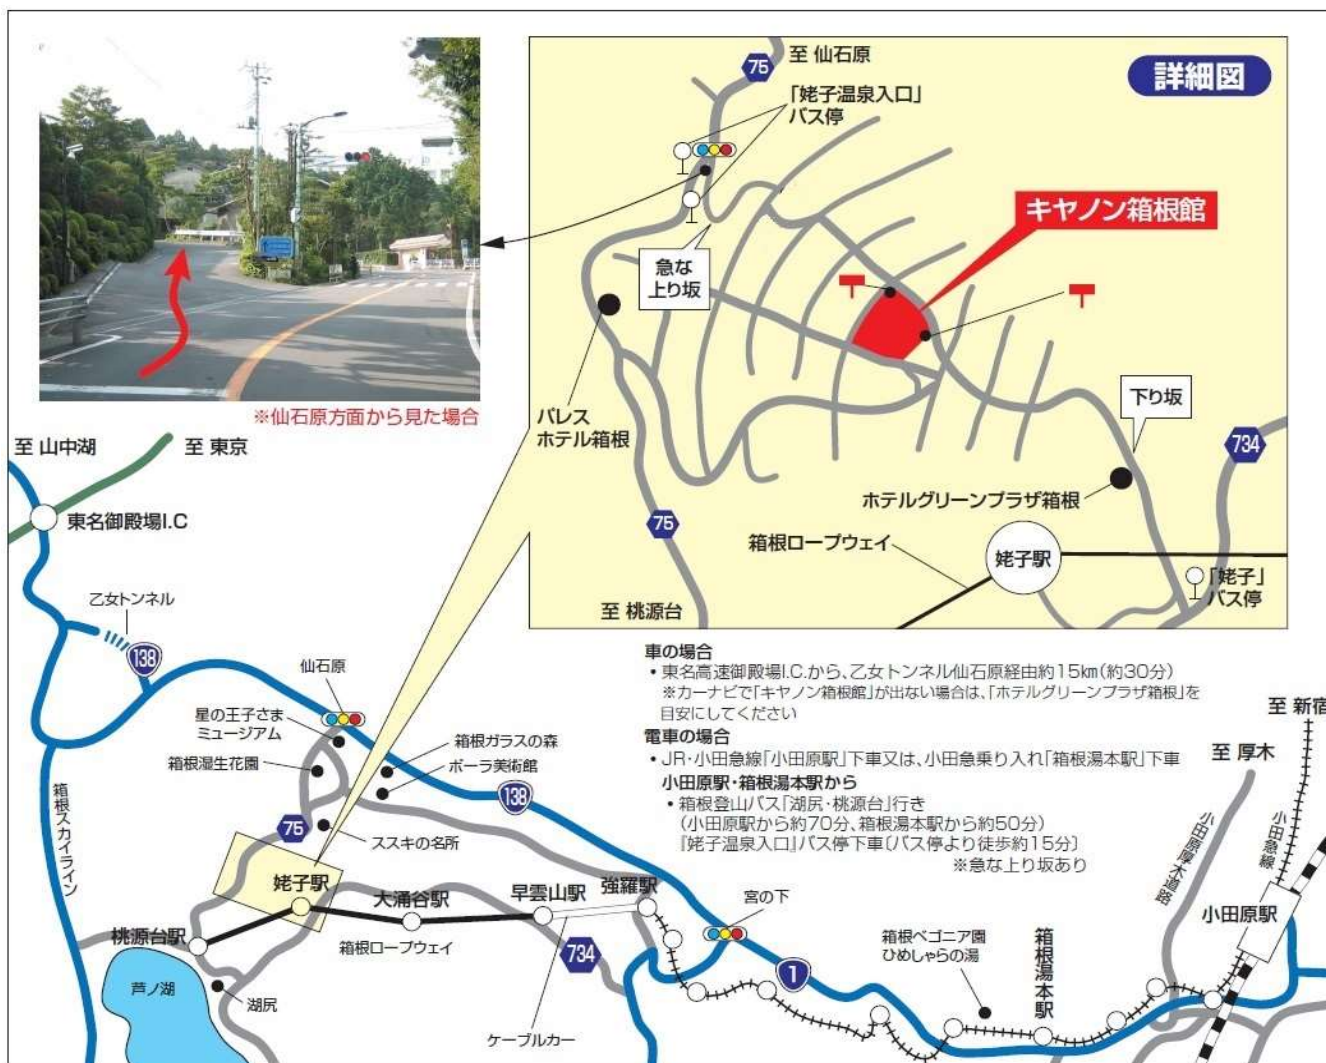 詳細図
至 仙石原
75
「姥子温泉入口」
バス停
キヤノン箱根館
急な
上り坂
パレス
ホテル箱根
下り坂
734
ホテルグリーンプラザ箱根
75
箱根ロープウェイ
姥子駅
「姥子」
バス停
至 桃源台
※仙石原方面から見た場合
至 山中湖
至 東京
東名御殿場I.C
乙女トンネル
138
仙石原
星の王子さま
ミュージアム
箱根湿生花園
箱根ガラスの森
ポーラ美術館
138
箱根スカイライン
75
ススキの名所
姥子駅
大涌谷駅
早雲山駅
強羅駅
桃源台駅
箱根ロープウェイ
734
宮の下
芦ノ湖
湖尻
ケーブルカー
1
箱根ベゴニア園
ひめしゃらの湯
箱根湯本駅
小田原駅
小田原厚木道路
小田急線
至 厚木
至 新宿
車の場合
・東名高速御殿場I.C.から、乙女トンネル仙石原経由約15km(約30分)
※カーナビで「キヤノン箱根館」が出ない場合は、「ホテルグリーンプラザ箱根」を
目安にしてください
電車の場合
・JR・小田急線「小田原駅」下車又は、小田急乗り入れ「箱根湯本駅」下車
小田原駅・箱根湯本駅から
・箱根登山バス「湖尻・桃源台」行き
(小田原駅から約70分、箱根湯本駅から約50分)
『姥子温泉入口』バス停下車〔バス停より徒歩約15分〕
※急な上り坂あり